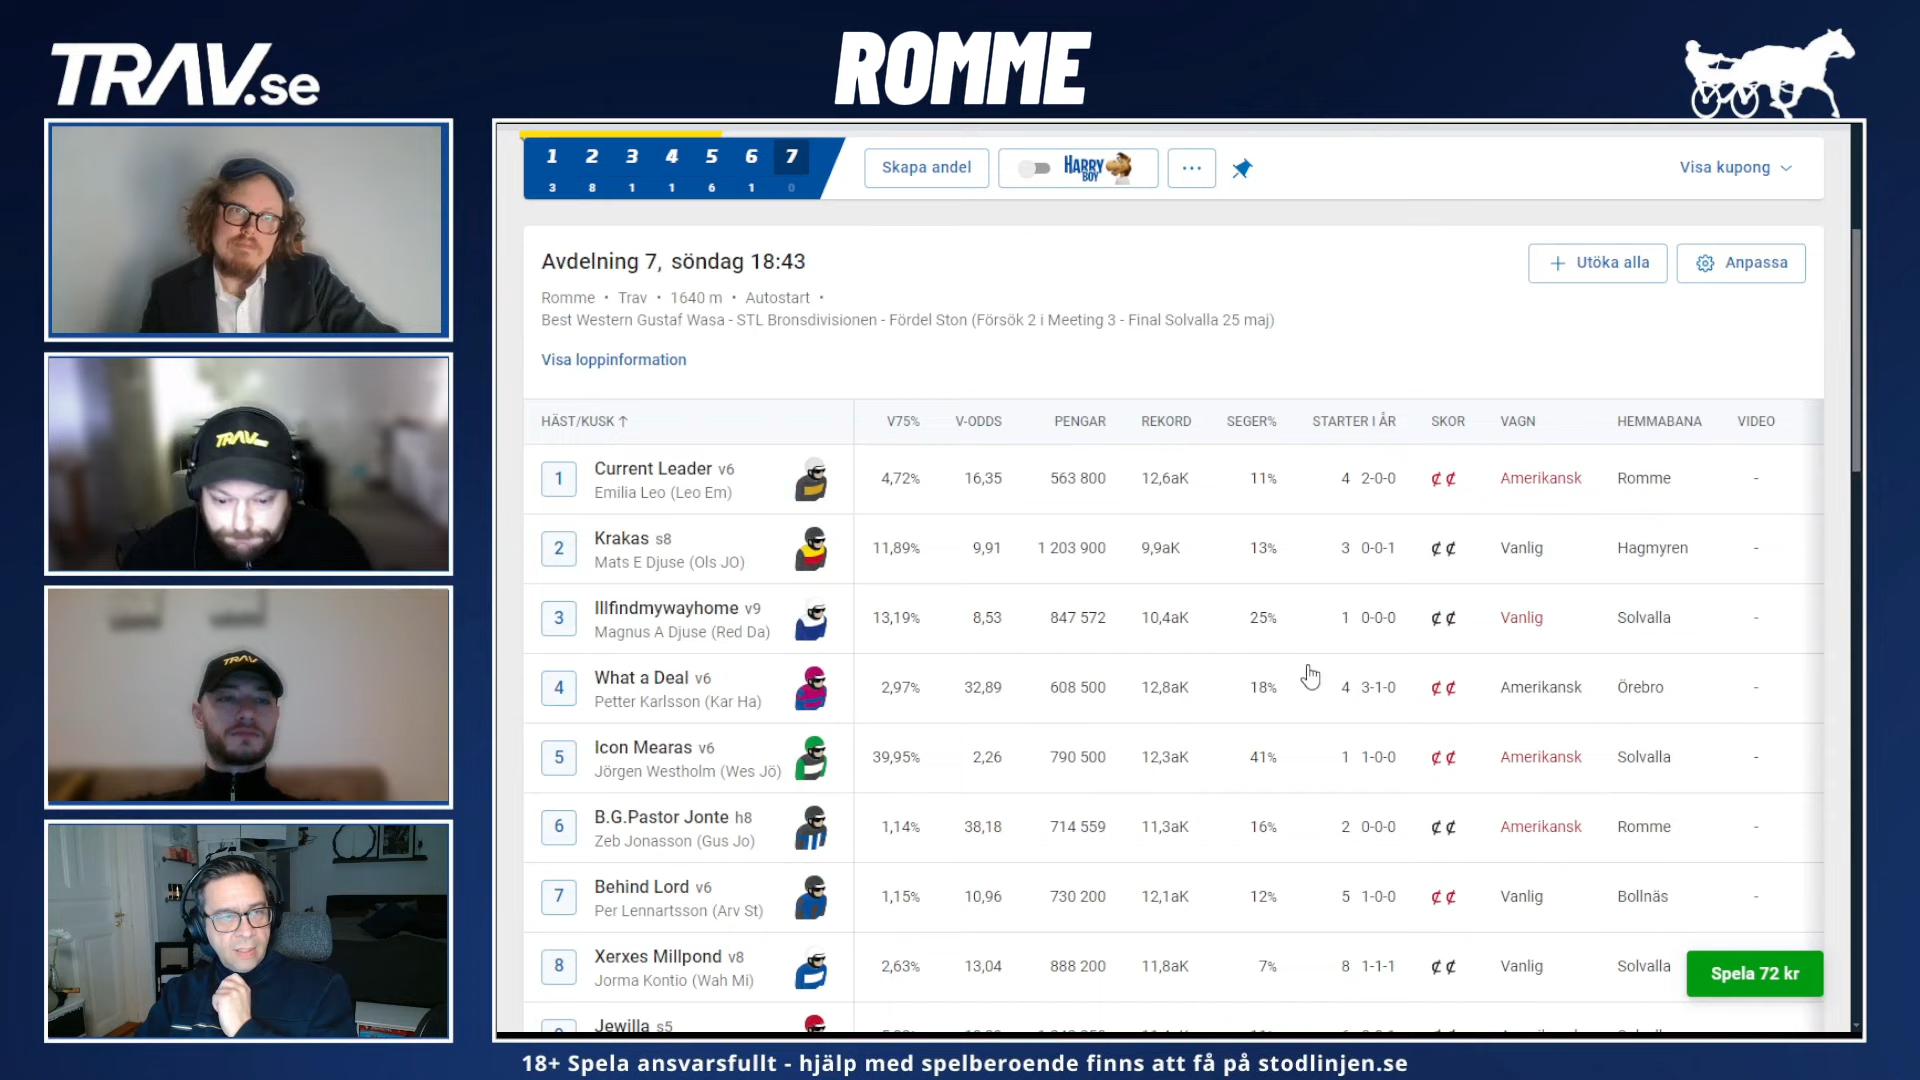 TRAV.se
ROMME
1 2 3 4 5 6 7
3 8 1 1 6 1 0
Skapa andel
HARRY BOY
...
Visa kupong
Avdelning 7, söndag 18:43
Utöka alla
Anpassa
Romme • Trav • 1640 m • Autostart •
Best Western Gustaf Wasa - STL Bronsdivisionen - Fördel Ston (Försök 2 i Meeting 3 - Final Solvalla 25 maj)
Visa loppinformation
HÄST/KUSK V75% V-ODDS PENGAR REKORD SEGER% STARTER I ÅR SKOR VAGN HEMMABANA VIDEO
1 Current Leader v6 4,72% 16,35 563 800 12,6aK 11% 4 2-0-0 ȼ ȼ Amerikansk Romme -
Emilia Leo (Leo Em)
2 Krakas s8 11,89% 9,91 1 203 900 9,9aK 13% 3 0-0-1 ȼ ȼ Vanlig Hagmyren -
Mats E Djuse (Ols JO)
3 Illfindmywayhome v9 13,19% 8,53 847 572 10,4aK 25% 1 0-0-0 ȼ ȼ Vanlig Solvalla -
Magnus A Djuse (Red Da)
4 What a Deal v6 2,97% 32,89 608 500 12,8aK 18% 4 3-1-0 ȼ ȼ Amerikansk Örebro -
Petter Karlsson (Kar Ha)
5 Icon Mearas v6 39,95% 2,26 790 500 12,3aK 41% 1 1-0-0 ȼ ȼ Amerikansk Solvalla -
Jörgen Westholm (Wes Jö)
6 B.G.Pastor Jonte h8 1,14% 38,18 714 559 11,3aK 16% 2 0-0-0 ȼ ȼ Amerikansk Romme -
Zeb Jonasson (Gus Jo)
7 Behind Lord v6 1,15% 10,96 730 200 12,1aK 12% 5 1-0-0 ȼ ȼ Vanlig Bollnäs -
Per Lennartsson (Arv St)
8 Xerxes Millpond v8 2,63% 13,04 888 200 11,8aK 7% 8 1-1-1 ȼ ȼ Vanlig Solvalla
Jorma Kontio (Wah Mi)
Spela 72 kr
Jewilla s5
TRAV.se
TRAV
18+ Spela ansvarsfullt - hjälp med spelberoende finns att få på stodlinjen.se